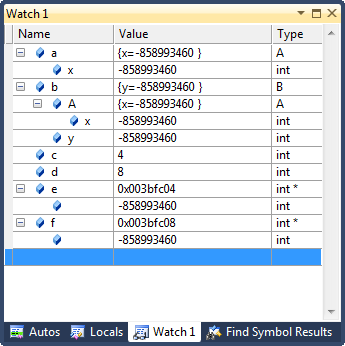 Watch 1
Name Value Type
a {x=-858993460 } A
x -858993460 int
b {y=-858993460 } B
A {x=-858993460 } A
x -858993460 int
y -858993460 int
c 4 int
d 8 int
e 0x003bfc04 int *
-858993460 int
f 0x003bfc08 int *
-858993460 int
Autos Locals Watch 1 Find Symbol Results